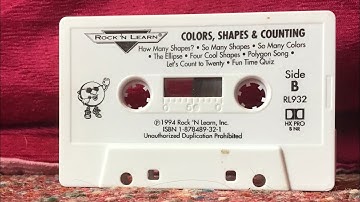 ROCK 'N LEARN
COLORS, SHAPES & COUNTING
How Many Shapes? • So Many Shapes • So Many Colors
• The Ellipse • Four Cool Shapes • Polygon Song •
Let's Count to Twenty • Fun Time Quiz
Side
B
RL932
HX PRO
B NR
℗1994 Rock 'N Learn, Inc.
ISBN 1-878489-32-1
Unauthorized Duplication Prohibited